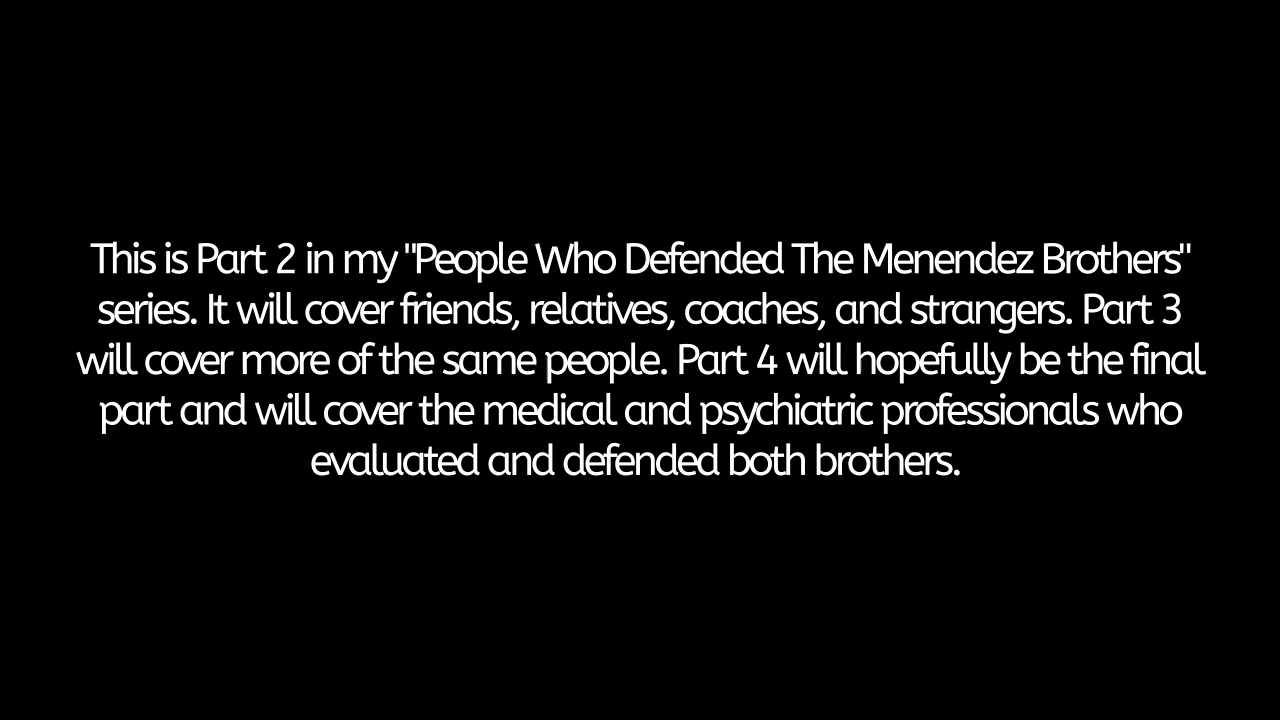 This is Part 2 in my "People Who Defended The Menendez Brothers"
series. It will cover friends, relatives, coaches, and strangers. Part 3
will cover more of the same people. Part 4 will hopefully be the final
part and will cover the medical and psychiatric professionals who
evaluated and defended both brothers.